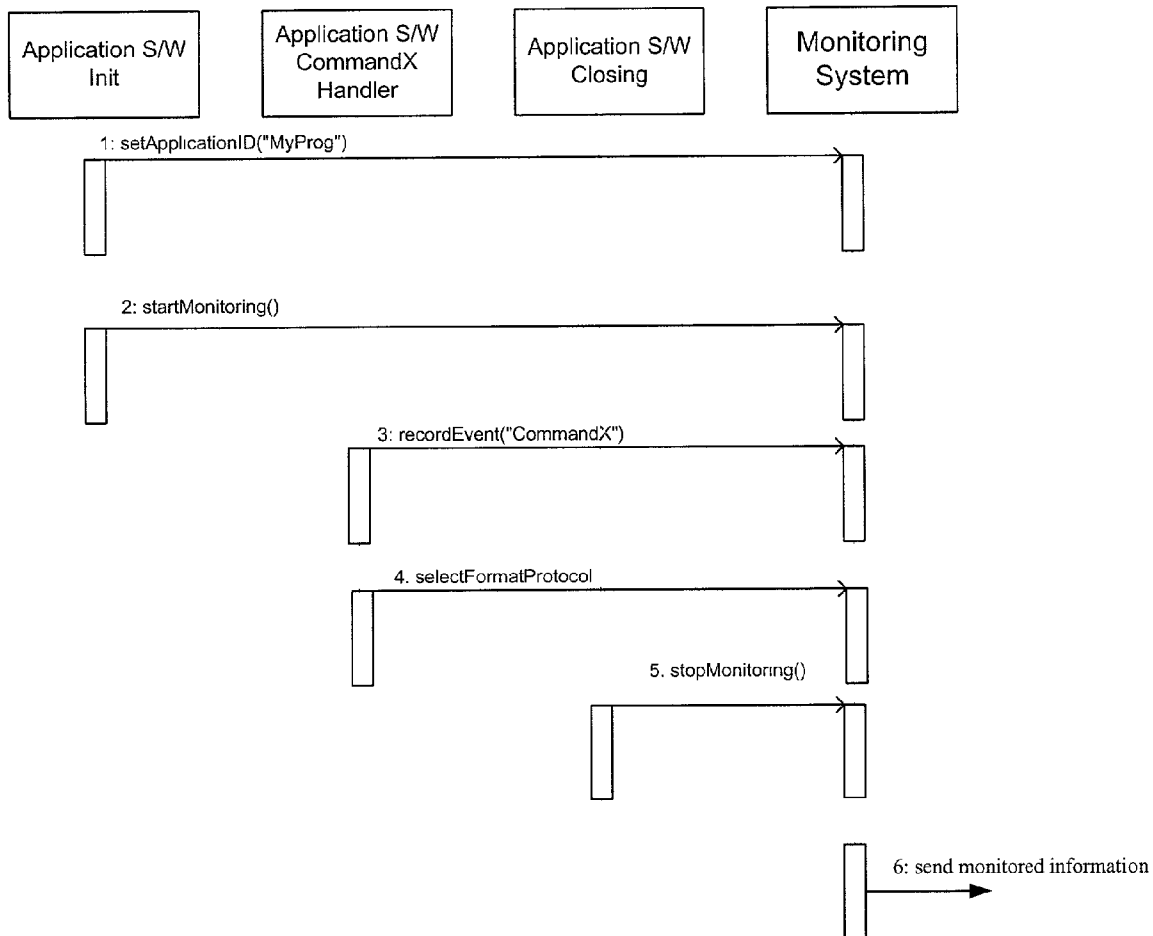 Application S/W
Init
Application S/W
CommandX
Handler
Application S/W
Closing
Monitoring
System
1: setApplicationID("MyProg")
2: startMonitoring()
3: recordEvent("CommandX")
4. selectFormatProtocol
5. stopMonitoring()
6: send monitored information